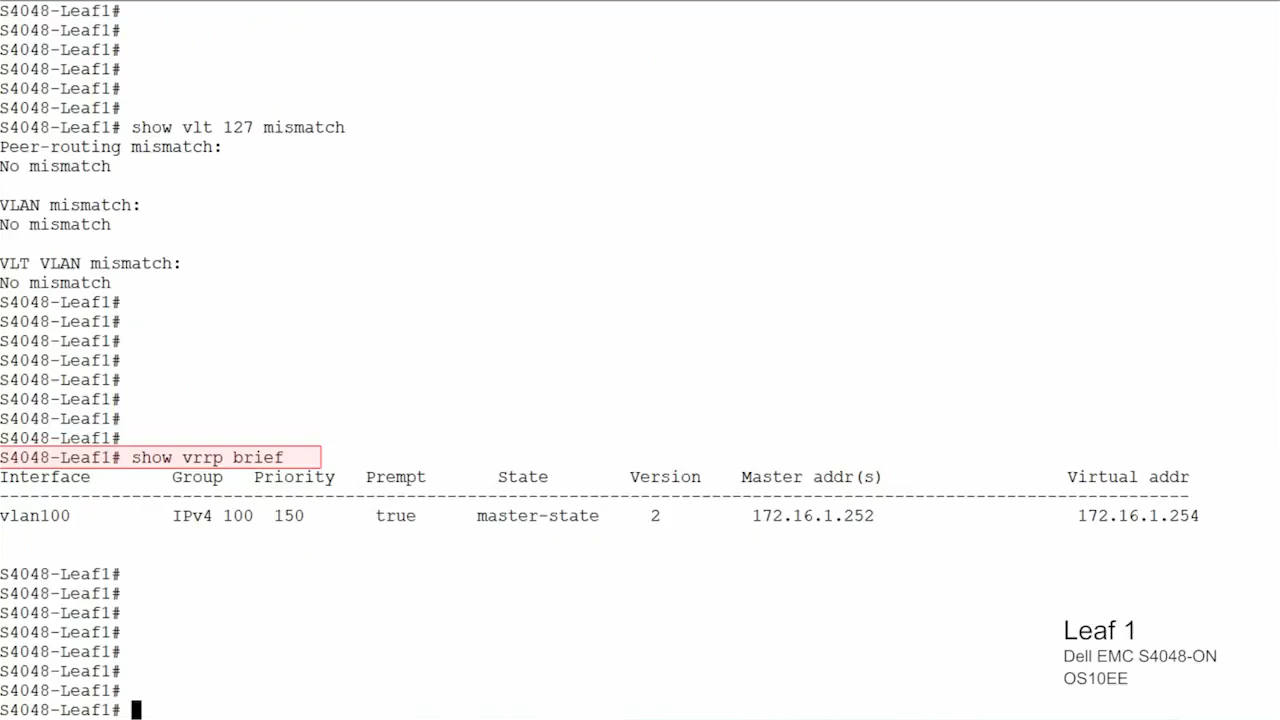 S4048-Leaf1#
S4048-Leaf1#
S4048-Leaf1#
S4048-Leaf1#
S4048-Leaf1#
S4048-Leaf1#
S4048-Leaf1# show vlt 127 mismatch
Peer-routing mismatch:
No mismatch
VLAN mismatch:
No mismatch
VLT VLAN mismatch:
No mismatch
S4048-Leaf1#
S4048-Leaf1#
S4048-Leaf1#
S4048-Leaf1#
S4048-Leaf1#
S4048-Leaf1#
S4048-Leaf1#
S4048-Leaf1#
S4048-Leaf1# show vrrp brief
Interface Group Priority Prempt State Version Master addr(s) Virtual addr
----------------------------------------------------------------------------------------------------------------------
vlan100 IPv4 100 150 true master-state 2 172.16.1.252 172.16.1.254
S4048-Leaf1#
S4048-Leaf1#
S4048-Leaf1#
S4048-Leaf1#
S4048-Leaf1#
S4048-Leaf1#
S4048-Leaf1#
S4048-Leaf1#
Leaf 1
Dell EMC S4048-ON
OS10EE